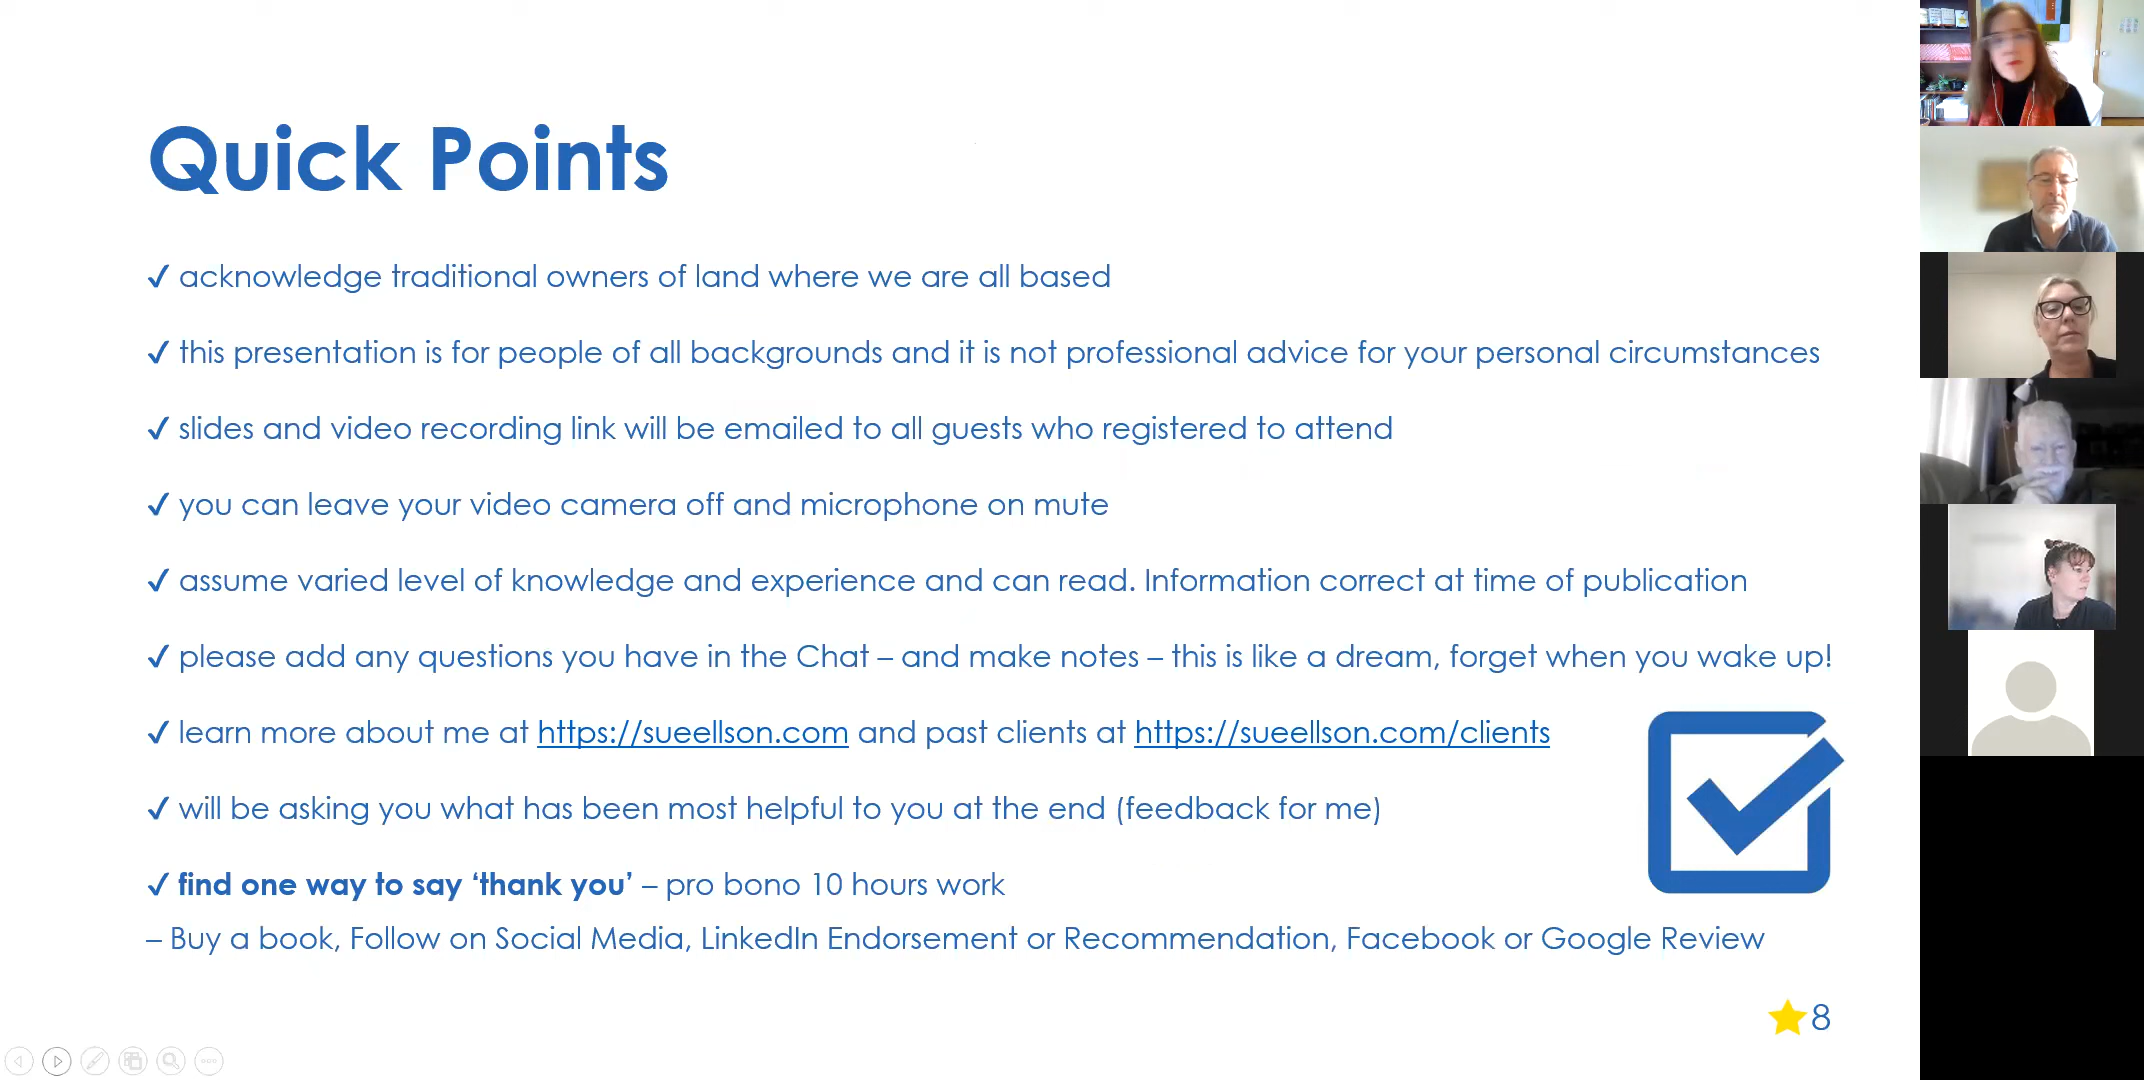 Quick Points
✓ acknowledge traditional owners of land where we are all based
✓ this presentation is for people of all backgrounds and it is not professional advice for your personal circumstances
✓ slides and video recording link will be emailed to all guests who registered to attend
✓ you can leave your video camera off and microphone on mute
✓ assume varied level of knowledge and experience and can read. Information correct at time of publication
✓ please add any questions you have in the Chat – and make notes – this is like a dream, forget when you wake up!
✓ learn more about me at https://sueellson.com and past clients at https://sueellson.com/clients
✓ will be asking you what has been most helpful to you at the end (feedback for me)
✓ find one way to say ‘thank you’ – pro bono 10 hours work
– Buy a book, Follow on Social Media, LinkedIn Endorsement or Recommendation, Facebook or Google Review
8